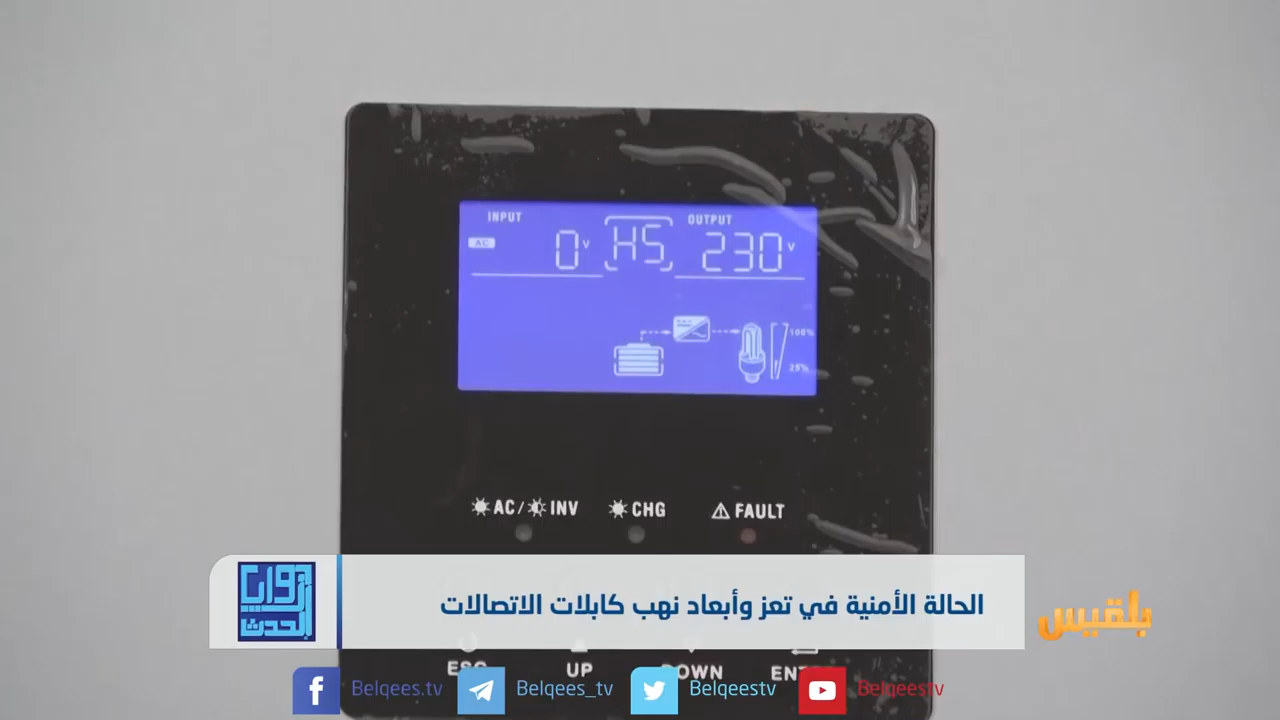 INPUT
OUTPUT
AC 0v HS 230v
100%
25%
AC/ INV CHG FAULT
زوايا الحدث
الحالة الأمنية في تعز وأبعاد نهب كابلات الاتصالات
بلقيس
UP
Belqees.tv Belqees_tv Belqeestv Belqeestv